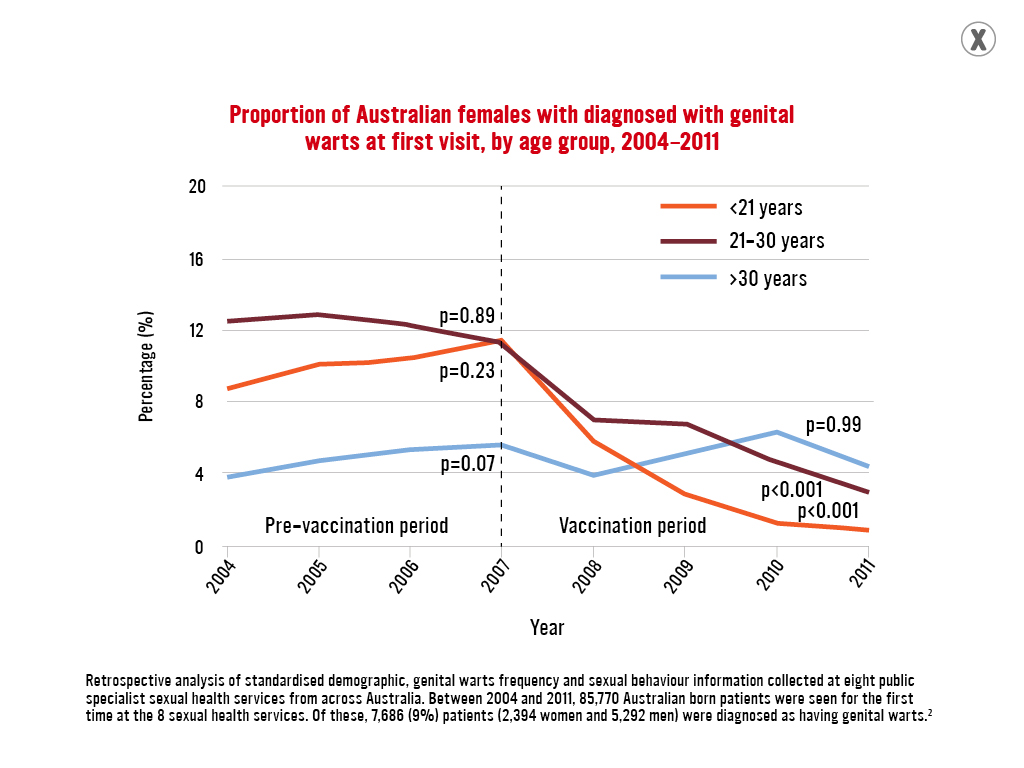 X
Proportion of Australian females with diagnosed with genital
warts at first visit, by age group, 2004–2011
20
<21 years
21–30 years
16
>30 years
p=0.89
12
p=0.23
Percentage (%)
8
p=0.99
p=0.07
4
p<0.001
p<0.001
Pre-vaccination period
Vaccination period
0
2004
2005
2006
2007
2008
2009
2010
2011
Year
Retrospective analysis of standardised demographic, genital warts frequency and sexual behaviour information collected at eight public
specialist sexual health services from across Australia. Between 2004 and 2011, 85,770 Australian born patients were seen for the first
time at the 8 sexual health services. Of these, 7,686 (9%) patients (2,394 women and 5,292 men) were diagnosed as having genital warts.²